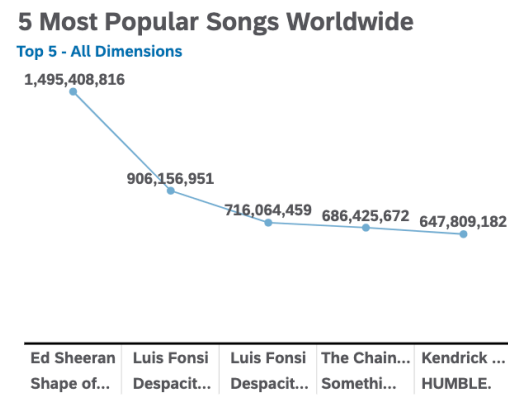 5 Most Popular Songs Worldwide
Top 5 - All Dimensions
1,495,408,816
906,156,951
716,064,459 686,425,672 647,809,182
Ed Sheeran Luis Fonsi Luis Fonsi The Chain... Kendrick ...
Shape of... Despacit... Despacit... Somethi... HUMBLE.